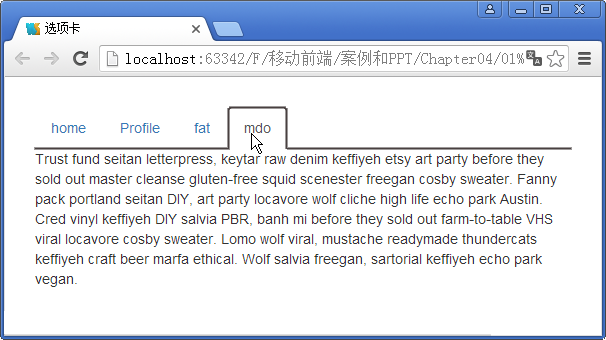 选项卡
localhost:63342/F/移动前端/案例和PPT/Chapter04/01%
home Profile fat mdo
Trust fund seitan letterpress, keytar raw denim keffiyeh etsy art party before they
sold out master cleanse gluten-free squid scenester freegan cosby sweater. Fanny
pack portland seitan DIY, art party locavore wolf cliche high life echo park Austin.
Cred vinyl keffiyeh DIY salvia PBR, banh mi before they sold out farm-to-table VHS
viral locavore cosby sweater. Lomo wolf viral, mustache readymade thundercats
keffiyeh craft beer marfa ethical. Wolf salvia freegan, sartorial keffiyeh echo park
vegan.